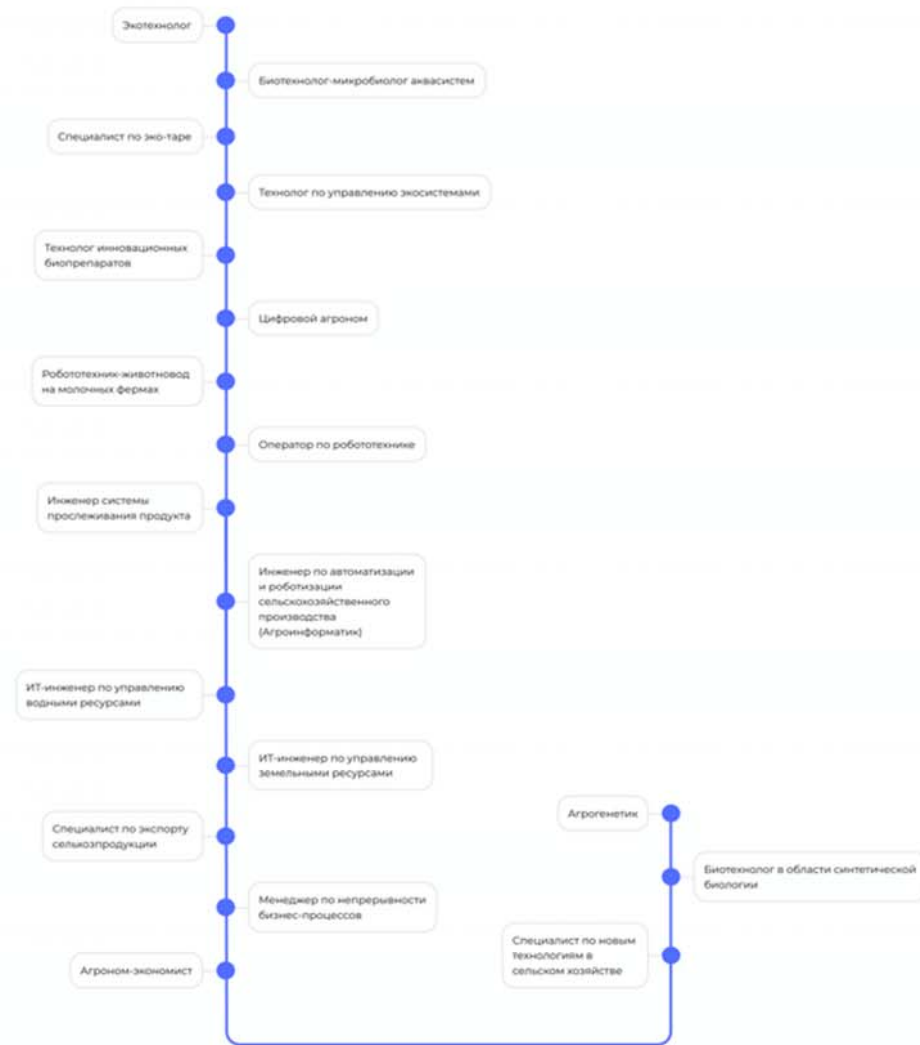 Экотехнолог
Биотехнолог-микробиолог аквасистем
Специалист по эко-таре
Технолог по управлению экосистемами
Технолог инновационных
биопрепаратов
Цифровой агроном
Робототехник-животновод
на молочных фермах
Оператор по робототехнике
Инженер системы
прослеживания продукта
Инженер по автоматизации
и роботизации
сельскохозяйственного
производства
(Агроинформатик)
ИТ-инженер по управлению
водными ресурсами
ИТ-инженер по управлению
земельными ресурсами
Специалист по экспорту
селькозпродукции
Менеджер по непрерывности
бизнес-процессов
Агроном-экономист
Агрогенетик
Биотехнолог в области синтетической
биологии
Специалист по новым
технологиям в
сельском хозяйстве